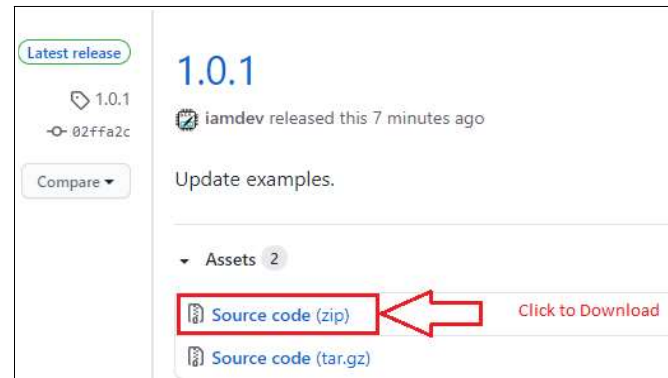 Latest release
1.0.1
02ffa2c
Compare
1.0.1
iamdev released this 7 minutes ago
Update examples.
Assets 2
Source code (zip)
Click to Download
Source code (tar.gz)